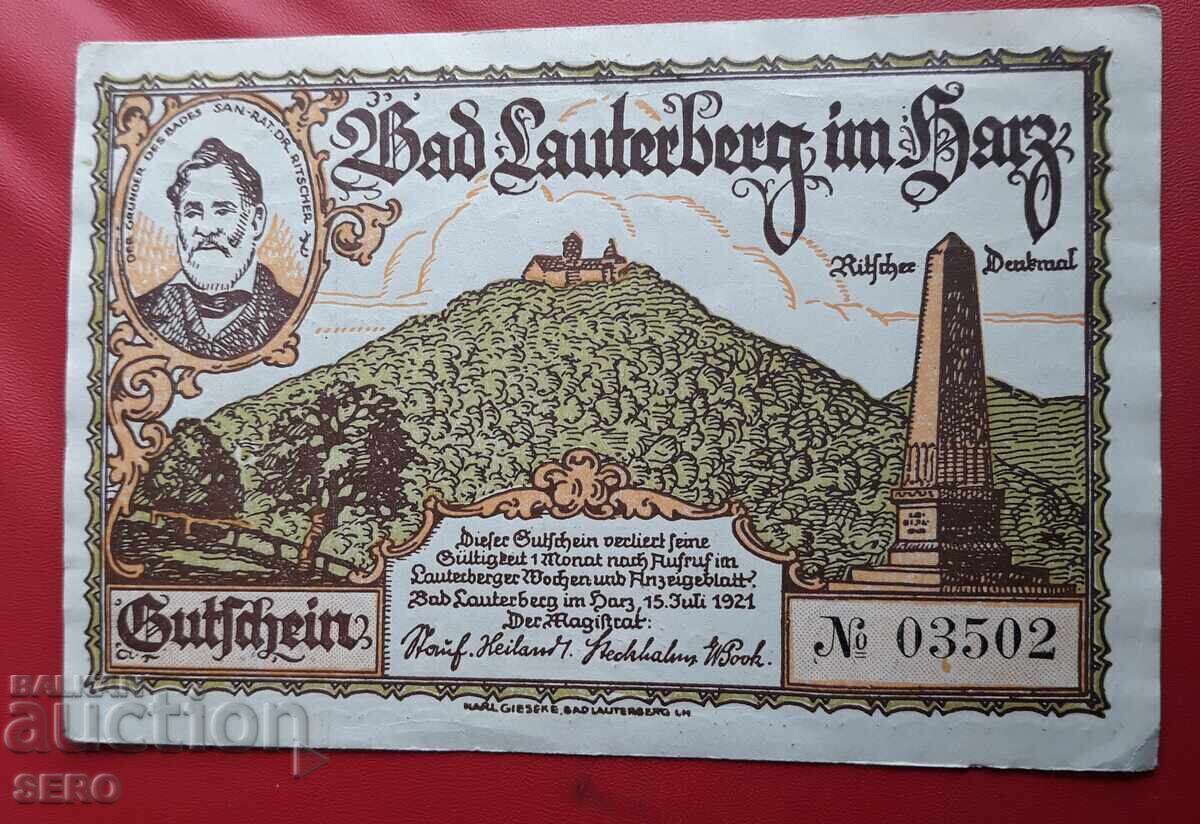 DER GRÜNDER DES BADES SAN.-RAT. DR. RITSCHER
Bad Lauterberg im Harz
Ritscher Denkmal
Dieser Gutschein verliert seine
Gültigkeit 1 Monat nach Aufruf im
Lauterberger Wochen und Anzeigeblatt.
Bad Lauterberg im Harz, 15. Juli 1921
Der Magistrat:
Heiland
Gutschein
№ 03502
KARL GIESEKE, BAD LAUTERBERG I. H.
BALKAN
auction
SERO